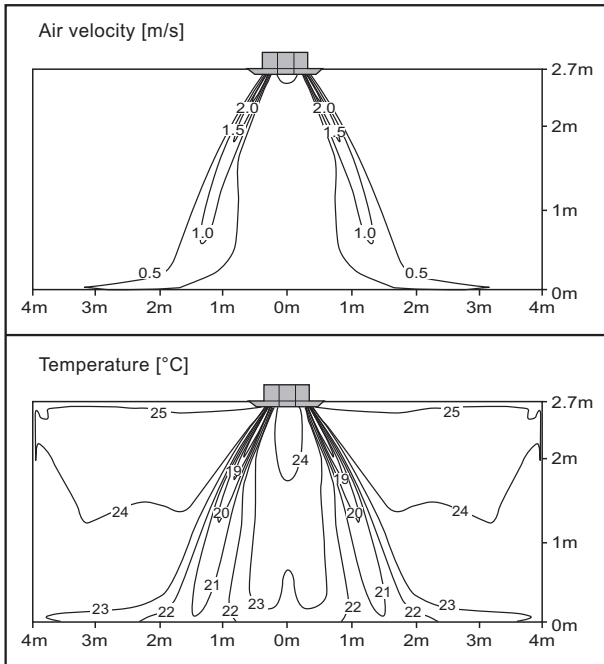 Air velocity [m/s]
2.7m
2.0 2.0
2m
1.5 1.5
1m
1.0 1.0
0.5 0.5
0m
4m 3m 2m 1m 0m 1m 2m 3m 4m
Temperature [°C]
2.7m
25 25
24
2m
19 19
24 20 20 24
1m
21 21
23 22 22 23 22 22 23
0m
4m 3m 2m 1m 0m 1m 2m 3m 4m